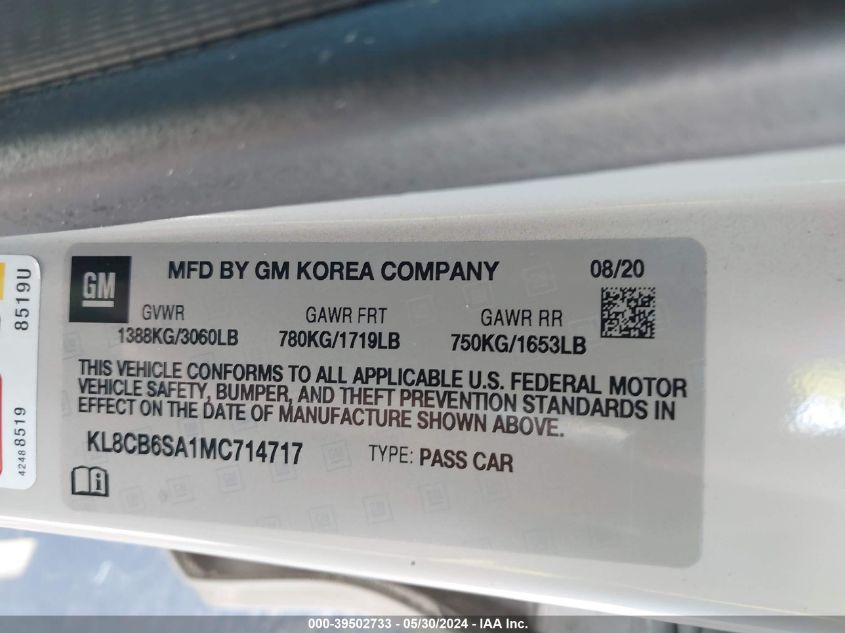 GM
MFD BY GM KOREA COMPANY 08/20
GVWR GAWR FRT GAWR RR
1388KG/3060LB 780KG/1719LB 750KG/1653LB
THIS VEHICLE CONFORMS TO ALL APPLICABLE U.S. FEDERAL MOTOR
VEHICLE SAFETY, BUMPER, AND THEFT PREVENTION STANDARDS IN
EFFECT ON THE DATE OF MANUFACTURE SHOWN ABOVE.
KL8CB6SA1MC714717 TYPE: PASS CAR
8519U
42488519
000-39502733 - 05/30/2024 - IAA Inc.